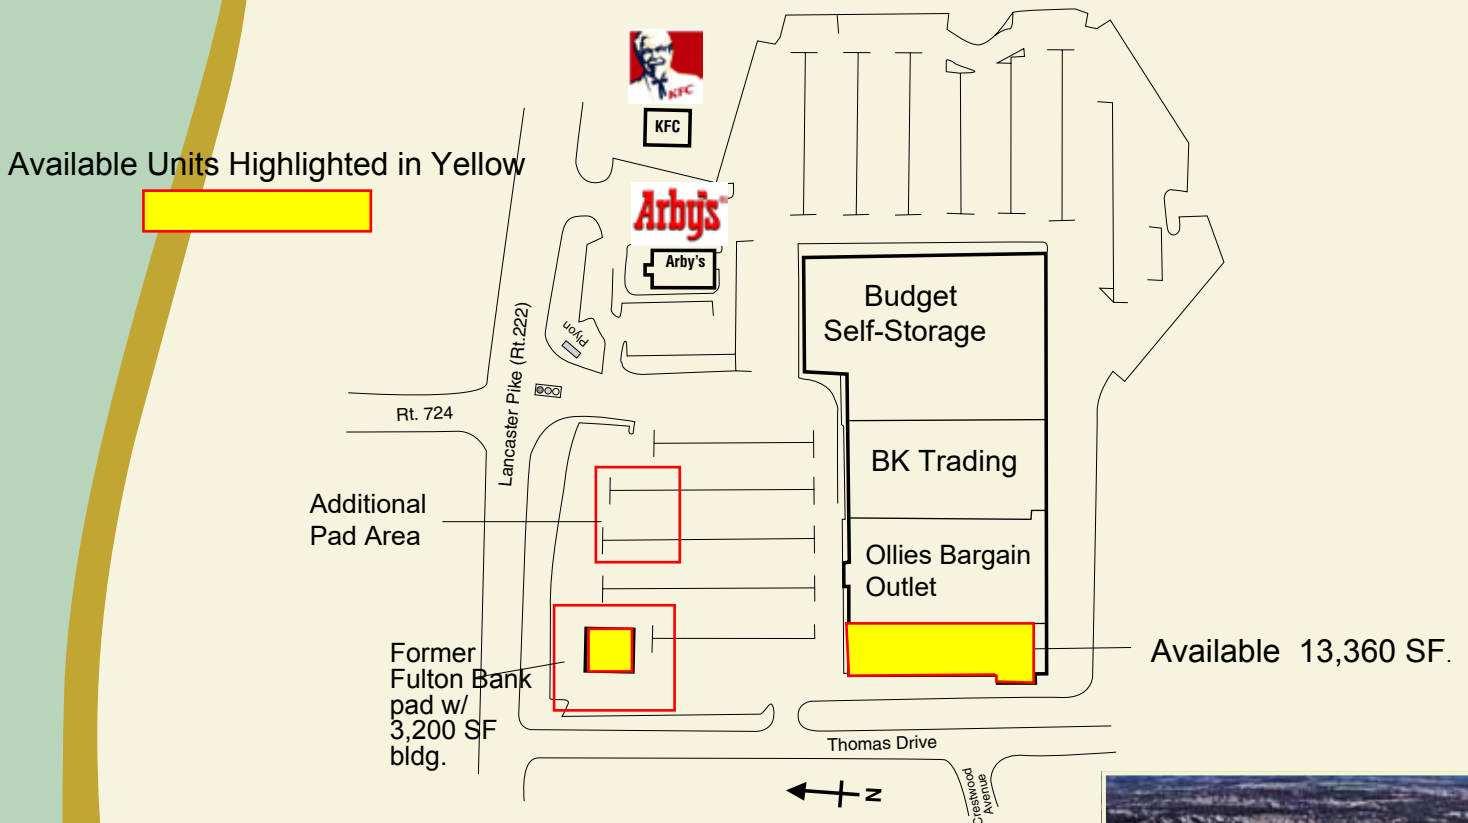 KFC
KFC
Available Units Highlighted in Yellow
Arby's®
Arby's
Budget
Self-Storage
Plyon
Lancaster Pike (Rt.222)
Rt. 724
BK Trading
Additional
Pad Area
Ollies Bargain
Outlet
Former
Fulton Bank
pad w/
3,200 SF
bldg.
Available 13,360 SF.
Thomas Drive
Crestwood
Avenue
N